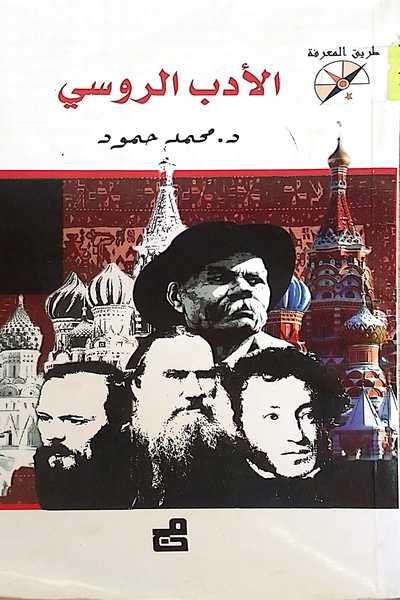 طريق المعرفة
الأدب الروسي
د. محمد حمود